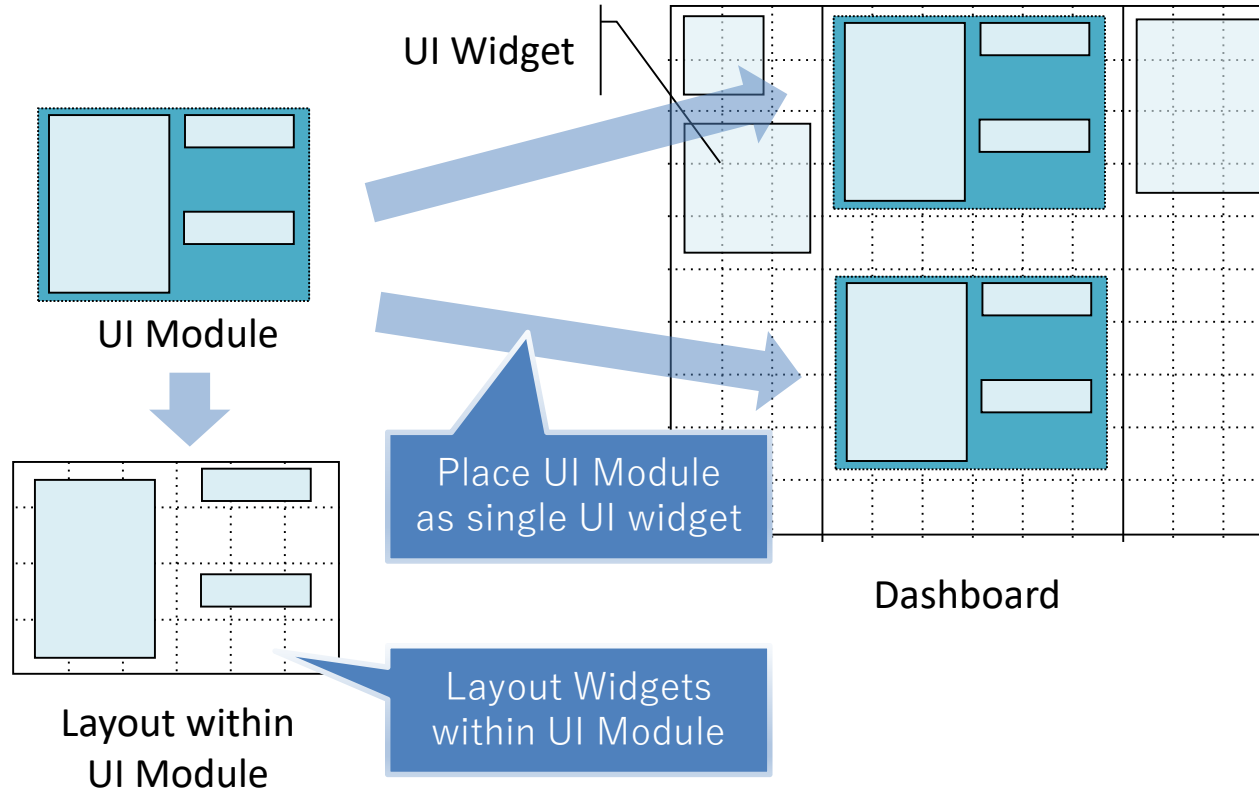 UI Widget
UI Module
Place UI Module
as single UI widget
Dashboard
Layout Widgets
within UI Module
Layout within
UI Module